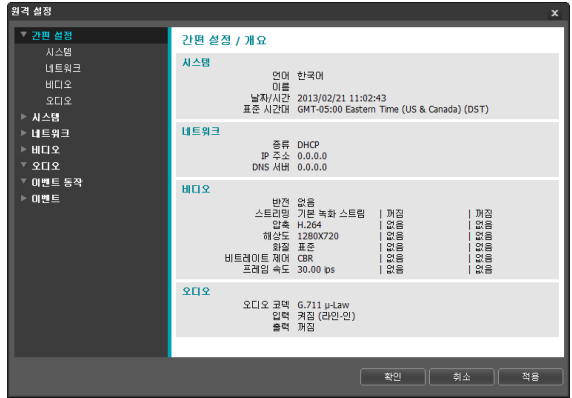 원격 설정 x
간편 설정
시스템
네트워크
비디오
오디오
시스템
네트워크
비디오
오디오
이벤트 동작
이벤트
간편 설정 / 개요
시스템
언어 한국어
이름
날짜/시간 2013/02/21 11:02:43
표준 시간대 GMT-05:00 Eastern Time (US & Canada) (DST)
네트워크
종류 DHCP
IP 주소 0.0.0.0
DNS 서버 0.0.0.0
비디오
반전 없음
스트리밍 기본 녹화 스트림 | 꺼짐 | 꺼짐
압축 H.264 | 없음 | 없음
해상도 1280X720 | 없음 | 없음
화질 표준 | 없음 | 없음
비트레이트 제어 CBR | 없음 | 없음
프레임 속도 30.00 ips | 없음 | 없음
오디오
오디오 코덱 G.711 μ-Law
입력 켜짐 (라인-인)
출력 꺼짐
확인 취소 적용